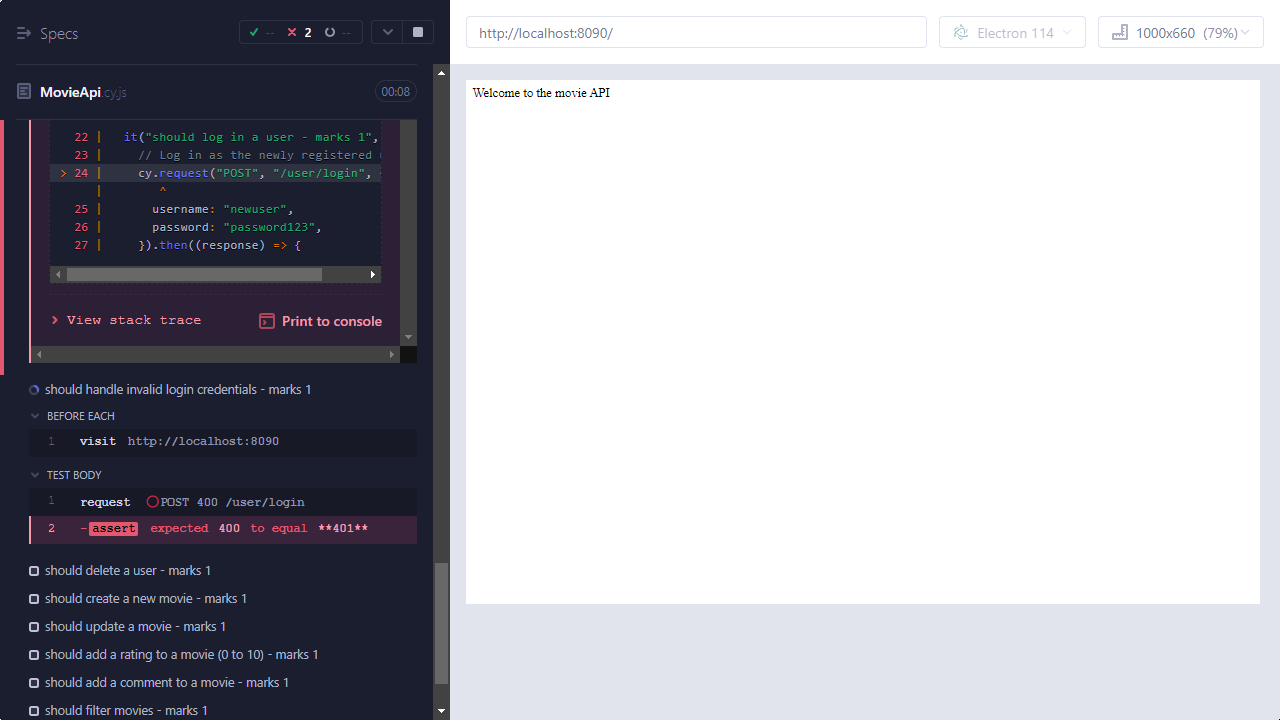 Specs
-- 2 --
http://localhost:8090/
Electron 114
1000x660 (79%)
MovieApi.cy.js
00:08
22 | it("should log in a user - marks 1",
23 | // Log in as the newly registered
> 24 | cy.request("POST", "/user/login",
| ^
25 | username: "newuser",
26 | password: "password123",
27 | }).then((response) => {
View stack trace
Print to console
should handle invalid login credentials - marks 1
BEFORE EACH
1 visit http://localhost:8090
TEST BODY
1 request POST 400 /user/login
2 -assert expected 400 to equal **401**
should delete a user - marks 1
should create a new movie - marks 1
should update a movie - marks 1
should add a rating to a movie (0 to 10) - marks 1
should add a comment to a movie - marks 1
should filter movies - marks 1
Welcome to the movie API